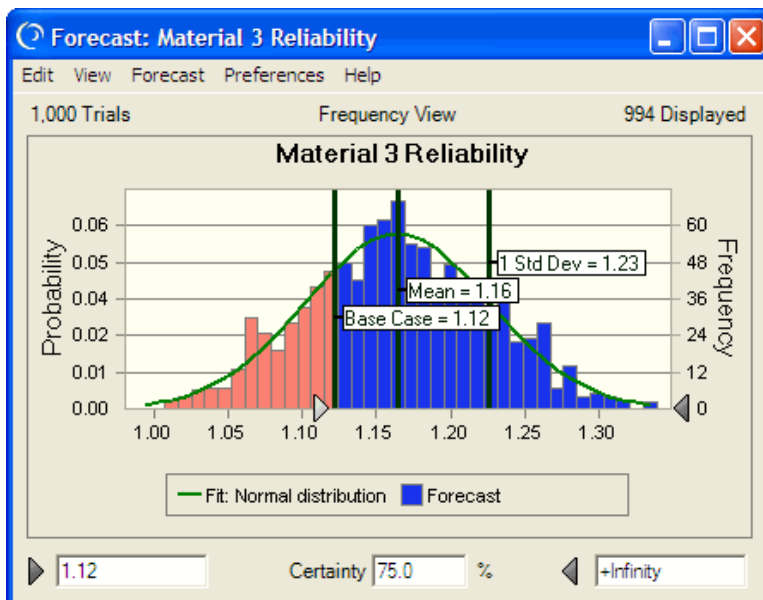 Forecast: Material 3 Reliability
Edit View Forecast Preferences Help
1,000 Trials Frequency View 994 Displayed
Material 3 Reliability
Probability
0.06
0.05
0.04
0.02
0.01
0.00
1 Std Dev = 1.23
Mean = 1.16
Base Case = 1.12
60
48
36
24
12
0
Frequency
1.00 1.05 1.10 1.15 1.20 1.25 1.30
Fit: Normal distribution Forecast
1.12 Certainty 75.0 % +Infinity